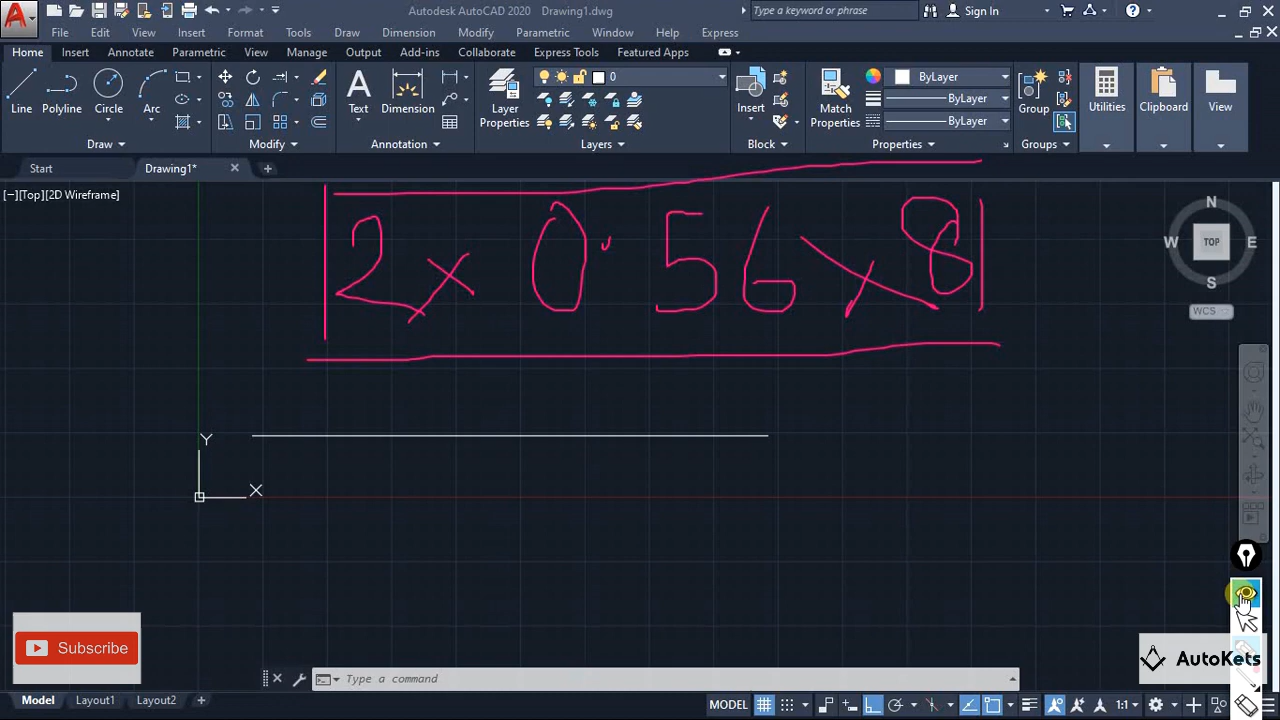 Autodesk AutoCAD 2020 Drawing1.dwg
Type a keyword or phrase
Sign In
File Edit View Insert Format Tools Draw Dimension Modify Parametric Window Help Express
Home Insert Annotate Parametric View Manage Output Add-ins Collaborate Express Tools Featured Apps
Line Polyline Circle Arc
Text Dimension
Layer Properties
0
Insert
Match Properties
ByLayer
ByLayer
ByLayer
Group
Utilities
Clipboard
View
Draw Modify Annotation Layers Block Properties Groups
Start Drawing1*
[−][Top][2D Wireframe]
2 x 0.56 x 8
N
W TOP E
S
WCS
Y
X
Subscribe
AutoKets
Type a command
Model Layout1 Layout2
MODEL
1:1